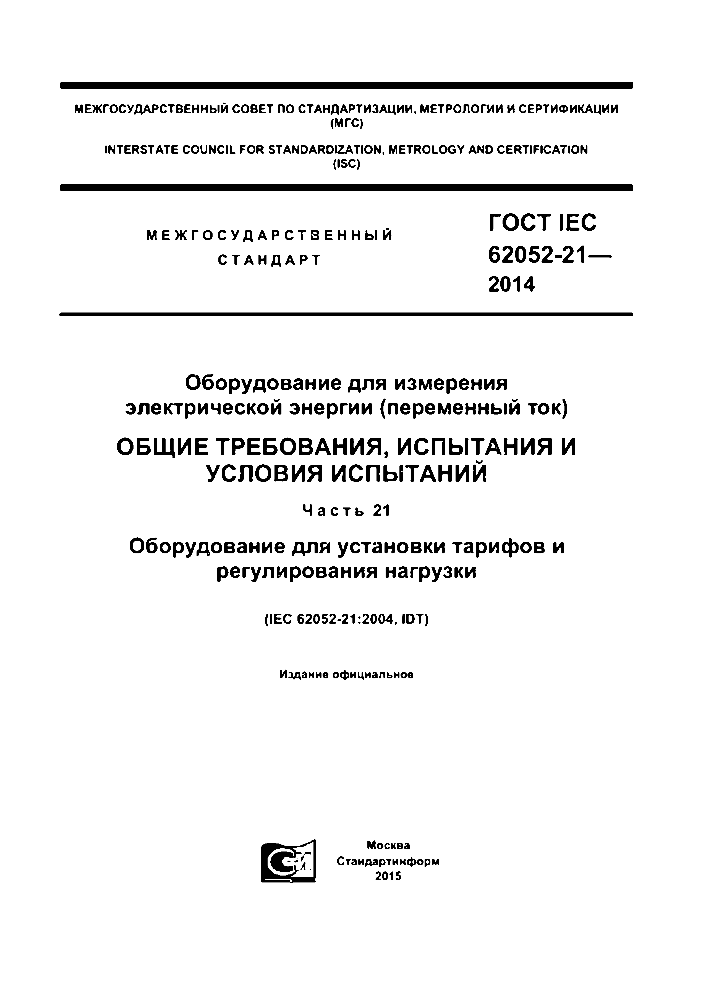 МЕЖГОСУДАРСТВЕННЫЙ СОВЕТ ПО СТАНДАРТИЗАЦИИ, МЕТРОЛОГИИ И СЕРТИФИКАЦИИ
(МГС)
INTERSTATE COUNCIL FOR STANDARDIZATION, METROLOGY AND CERTIFICATION
(ISC)
МЕЖГОСУДАРСТВЕННЫЙ
СТАНДАРТ
ГОСТ IEC
62052-21—
2014
Оборудование для измерения
электрической энергии (переменный ток)
ОБЩИЕ ТРЕБОВАНИЯ, ИСПЫТАНИЯ И
УСЛОВИЯ ИСПЫТАНИЙ
Часть 21
Оборудование для установки тарифов и
регулирования нагрузки
(IEC 62052-21:2004, IDT)
Издание официальное
Москва
Стандартинформ
2015